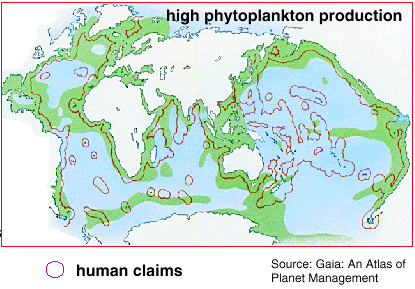 high phytoplankton production
human claims
Source: Gaia: An Atlas of
Planet Management